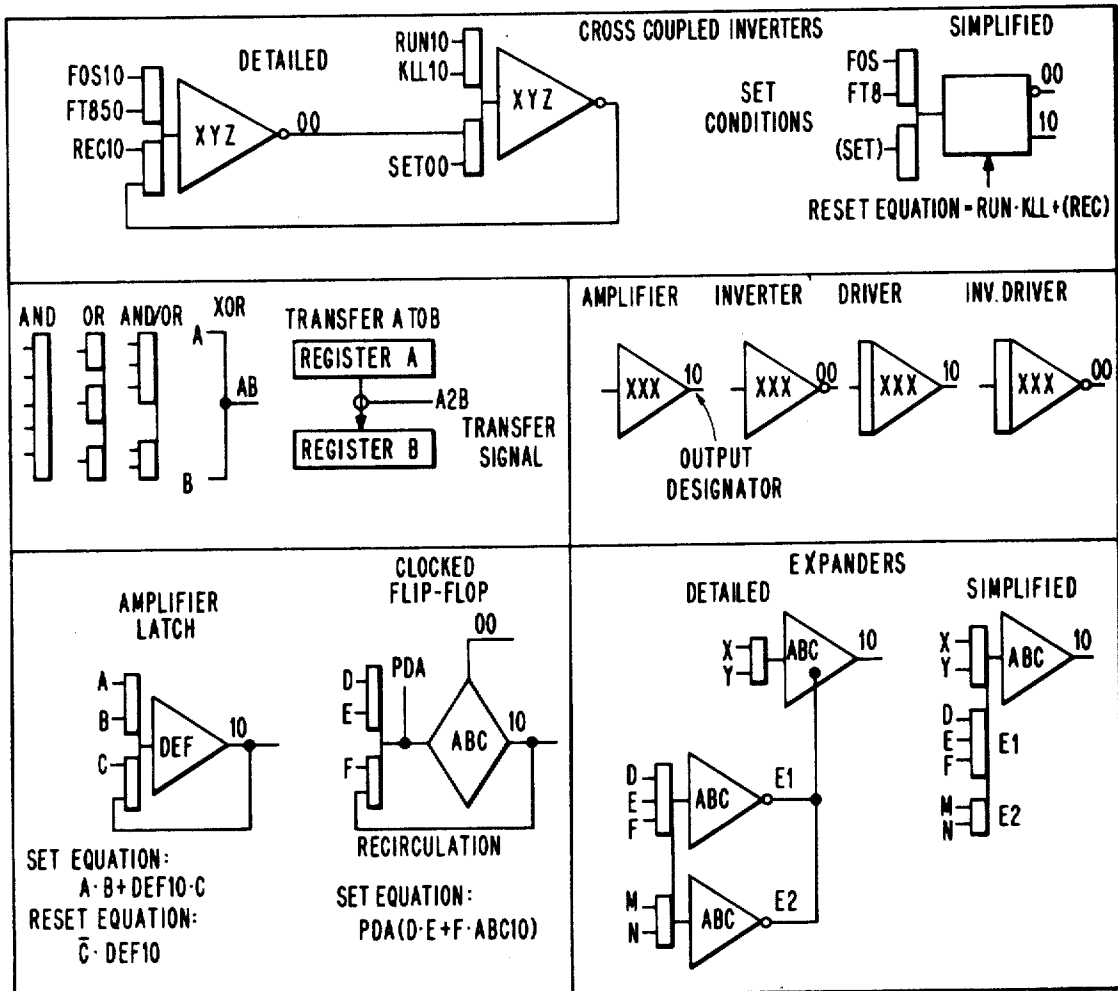 CROSS COUPLED INVERTERS
DETAILED
FOS10
FT850
REC10
XYZ
00
RUN10
KLL10
SET00
XYZ
SIMPLIFIED
SET
CONDITIONS
FOS
FT8
(SET)
00
10
RESET EQUATION = RUN·KLL+(REC)
AND
OR
AND/OR
XOR
A
AB
B
TRANSFER A TO B
REGISTER A
A2B
REGISTER B
TRANSFER
SIGNAL
AMPLIFIER
INVERTER
DRIVER
INV. DRIVER
XXX
10
XXX
00
XXX
10
XXX
00
OUTPUT
DESIGNATOR
AMPLIFIER
LATCH
A
B
C
DEF
10
SET EQUATION:
A·B+DEF10·C
RESET EQUATION:
C̅·DEF10
CLOCKED
FLIP-FLOP
00
PDA
D
E
F
ABC
10
RECIRCULATION
SET EQUATION:
PDA(D·E+F·ABC10)
EXPANDERS
DETAILED
X
Y
ABC
10
D
E
F
ABC
E1
M
N
ABC
E2
SIMPLIFIED
X
Y
ABC
10
D
E
F
E1
M
N
E2